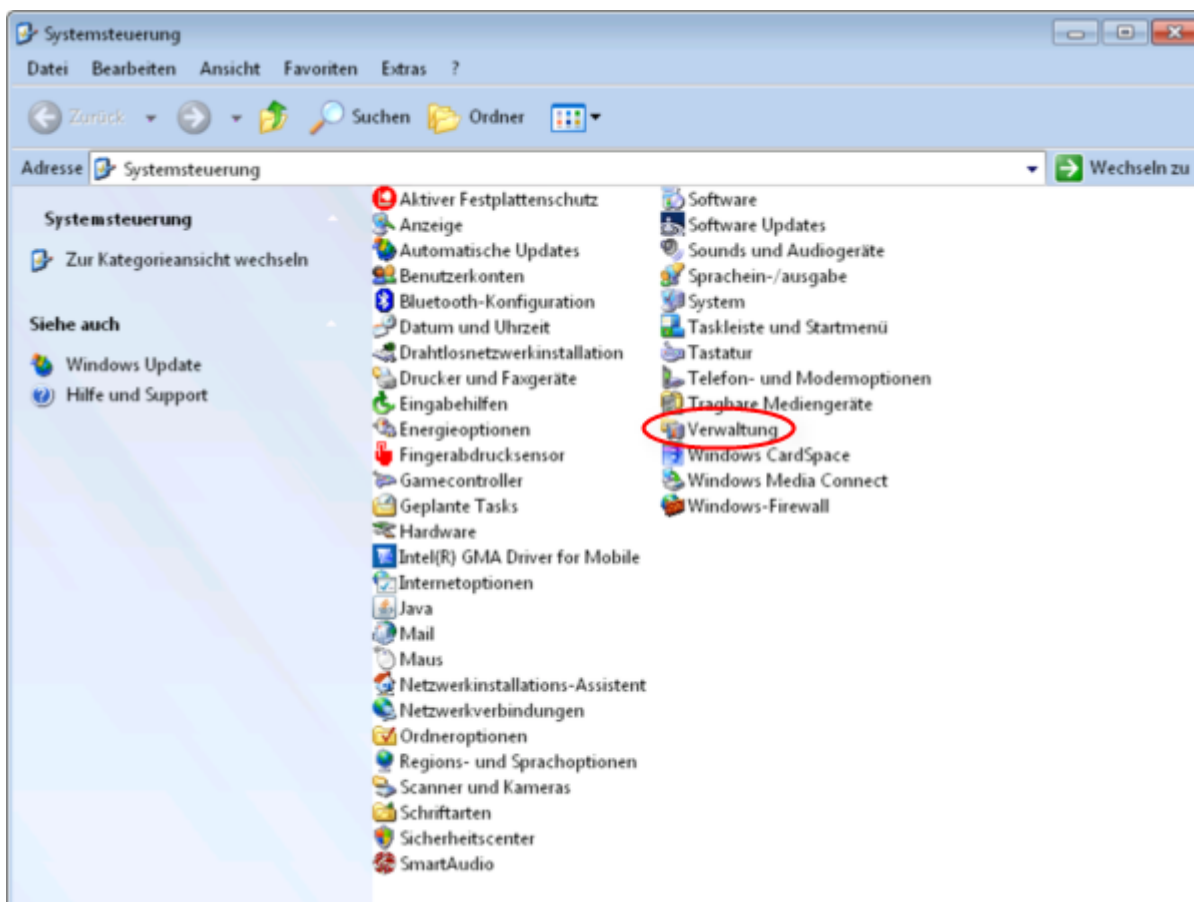 Systemsteuerung
Datei Bearbeiten Ansicht Favoriten Extras ?
Zurück Suchen Ordner
Adresse Systemsteuerung Wechseln zu
Systemsteuerung
Zur Kategorieansicht wechseln
Siehe auch
Windows Update
Hilfe und Support
Aktiver Festplattenschutz
Anzeige
Automatische Updates
Benutzerkonten
Bluetooth-Konfiguration
Datum und Uhrzeit
Drahtlosnetzwerkinstallation
Drucker und Faxgeräte
Eingabehilfen
Energieoptionen
Fingerabdrucksensor
Gamecontroller
Geplante Tasks
Hardware
Intel(R) GMA Driver for Mobile
Internetoptionen
Java
Mail
Maus
Netzwerkinstallations-Assistent
Netzwerkverbindungen
Ordneroptionen
Regions- und Sprachoptionen
Scanner und Kameras
Schriftarten
Sicherheitscenter
SmartAudio
Software
Software Updates
Sounds und Audiogeräte
Sprachein-/ausgabe
System
Taskleiste und Startmenü
Tastatur
Telefon- und Modemoptionen
Tragbare Mediengeräte
Verwaltung
Windows CardSpace
Windows Media Connect
Windows-Firewall